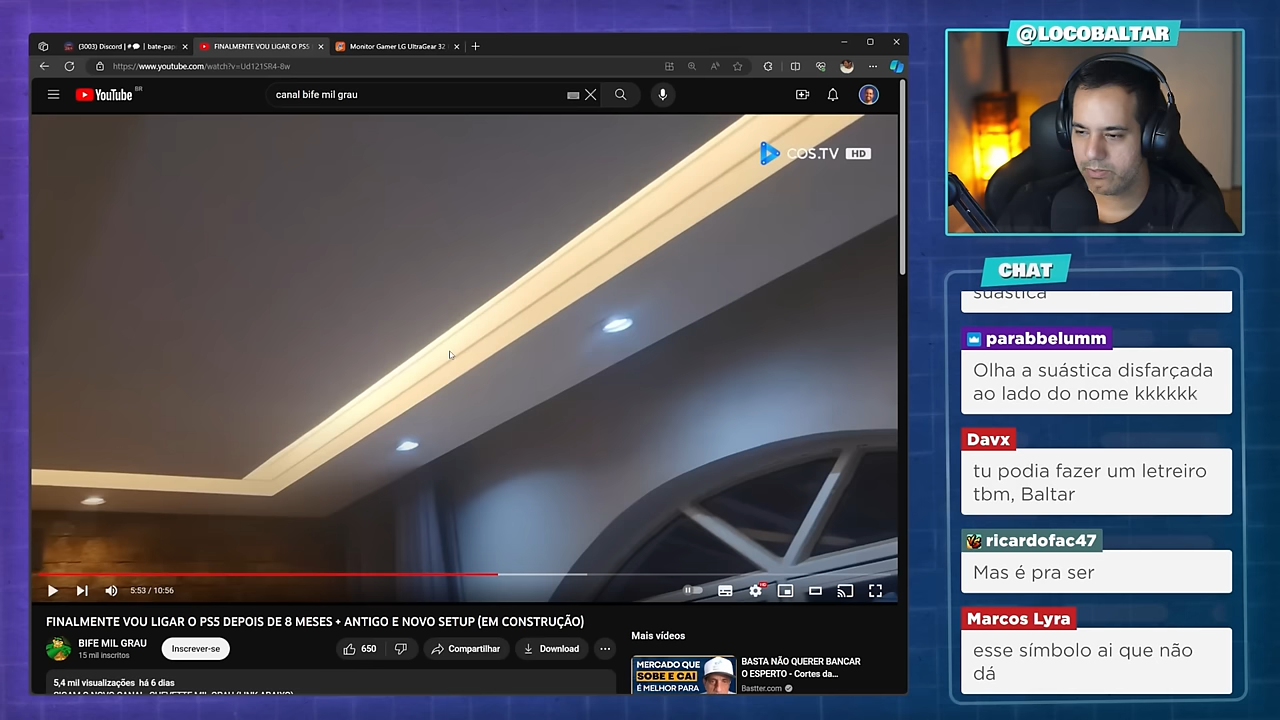 (3003) Discord | # | bate-pap
FINALMENTE VOU LIGAR O PS5
Monitor Gamer LG UltraGear 32
https://www.youtube.com/watch?v=Ud121SR4-8w
YouTube BR
canal bife mil grau
COS.TV HD
5:53 / 10:56
HD
FINALMENTE VOU LIGAR O PS5 DEPOIS DE 8 MESES + ANTIGO E NOVO SETUP (EM CONSTRUÇÃO)
BIFE MIL GRAU
15 mil inscritos
Inscrever-se
650
Compartilhar
Download
5,4 mil visualizações há 6 dias
Mais vídeos
MERCADO QUE
SOBE E CAI
É MELHOR PARA
BASTA NÃO QUERER BANCAR
O ESPERTO - Cortes da...
Bastter.com
@LOCOBALTAR
CHAT
suástica
parabbelumm
Olha a suástica disfarçada
ao lado do nome kkkkkk
Davx
tu podia fazer um letreiro
tbm, Baltar
ricardofac47
Mas é pra ser
Marcos Lyra
esse símbolo ai que não
dá